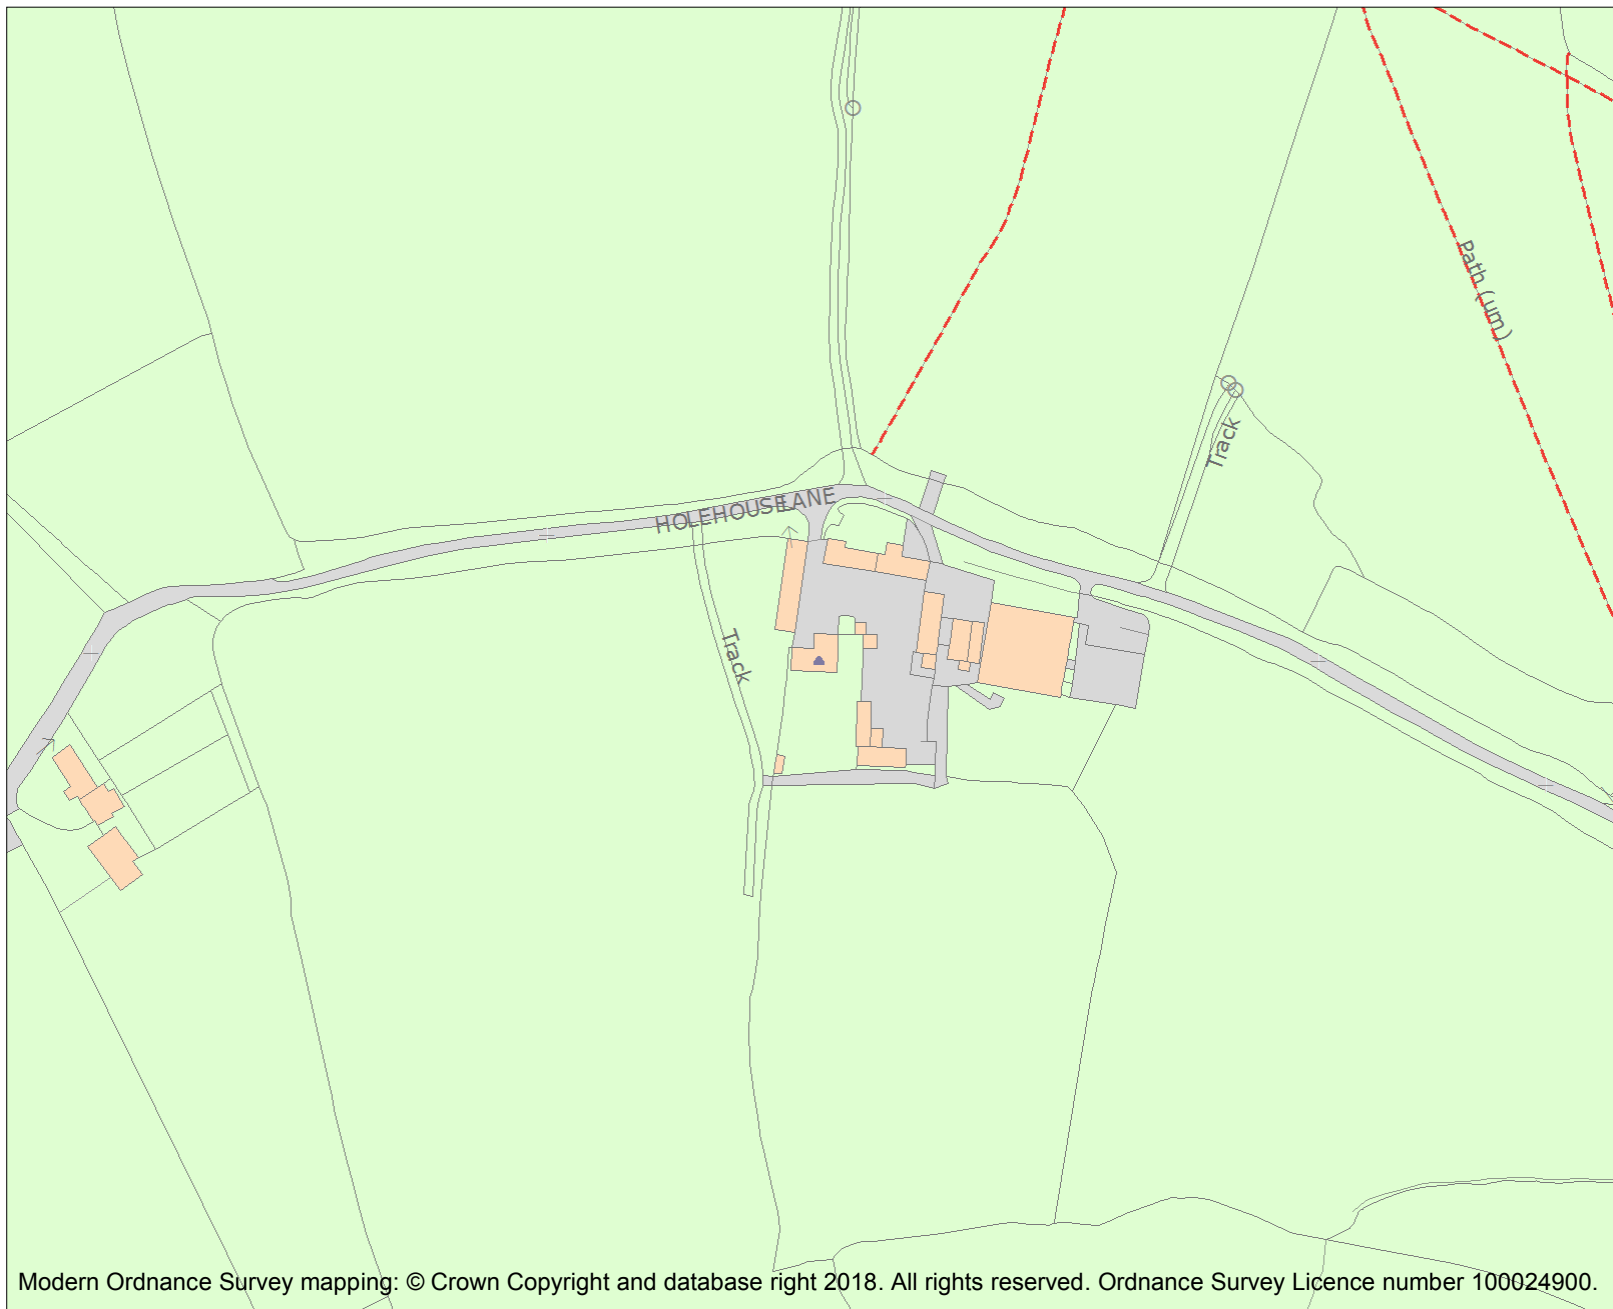 Path (um)
Track
HOLEHOUSE LANE
Track
Modern Ordnance Survey mapping: © Crown Copyright and database right 2018. All rights reserved. Ordnance Survey Licence number 100024900.